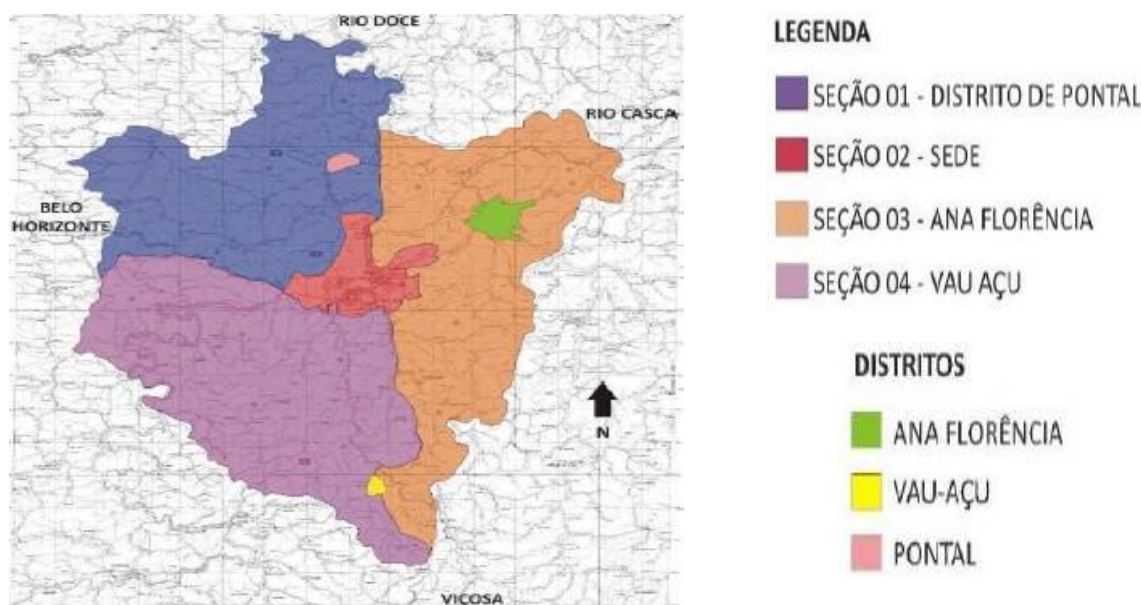 RIO DOCE
RIO CASCA
BELO
HORIZONTE
N
VIÇOSA
LEGENDA
SEÇÃO 01 - DISTRITO DE PONTAL
SEÇÃO 02 - SEDE
SEÇÃO 03 - ANA FLORÊNCIA
SEÇÃO 04 - VAU AÇU
DISTRITOS
ANA FLORÊNCIA
VAU-AÇU
PONTAL